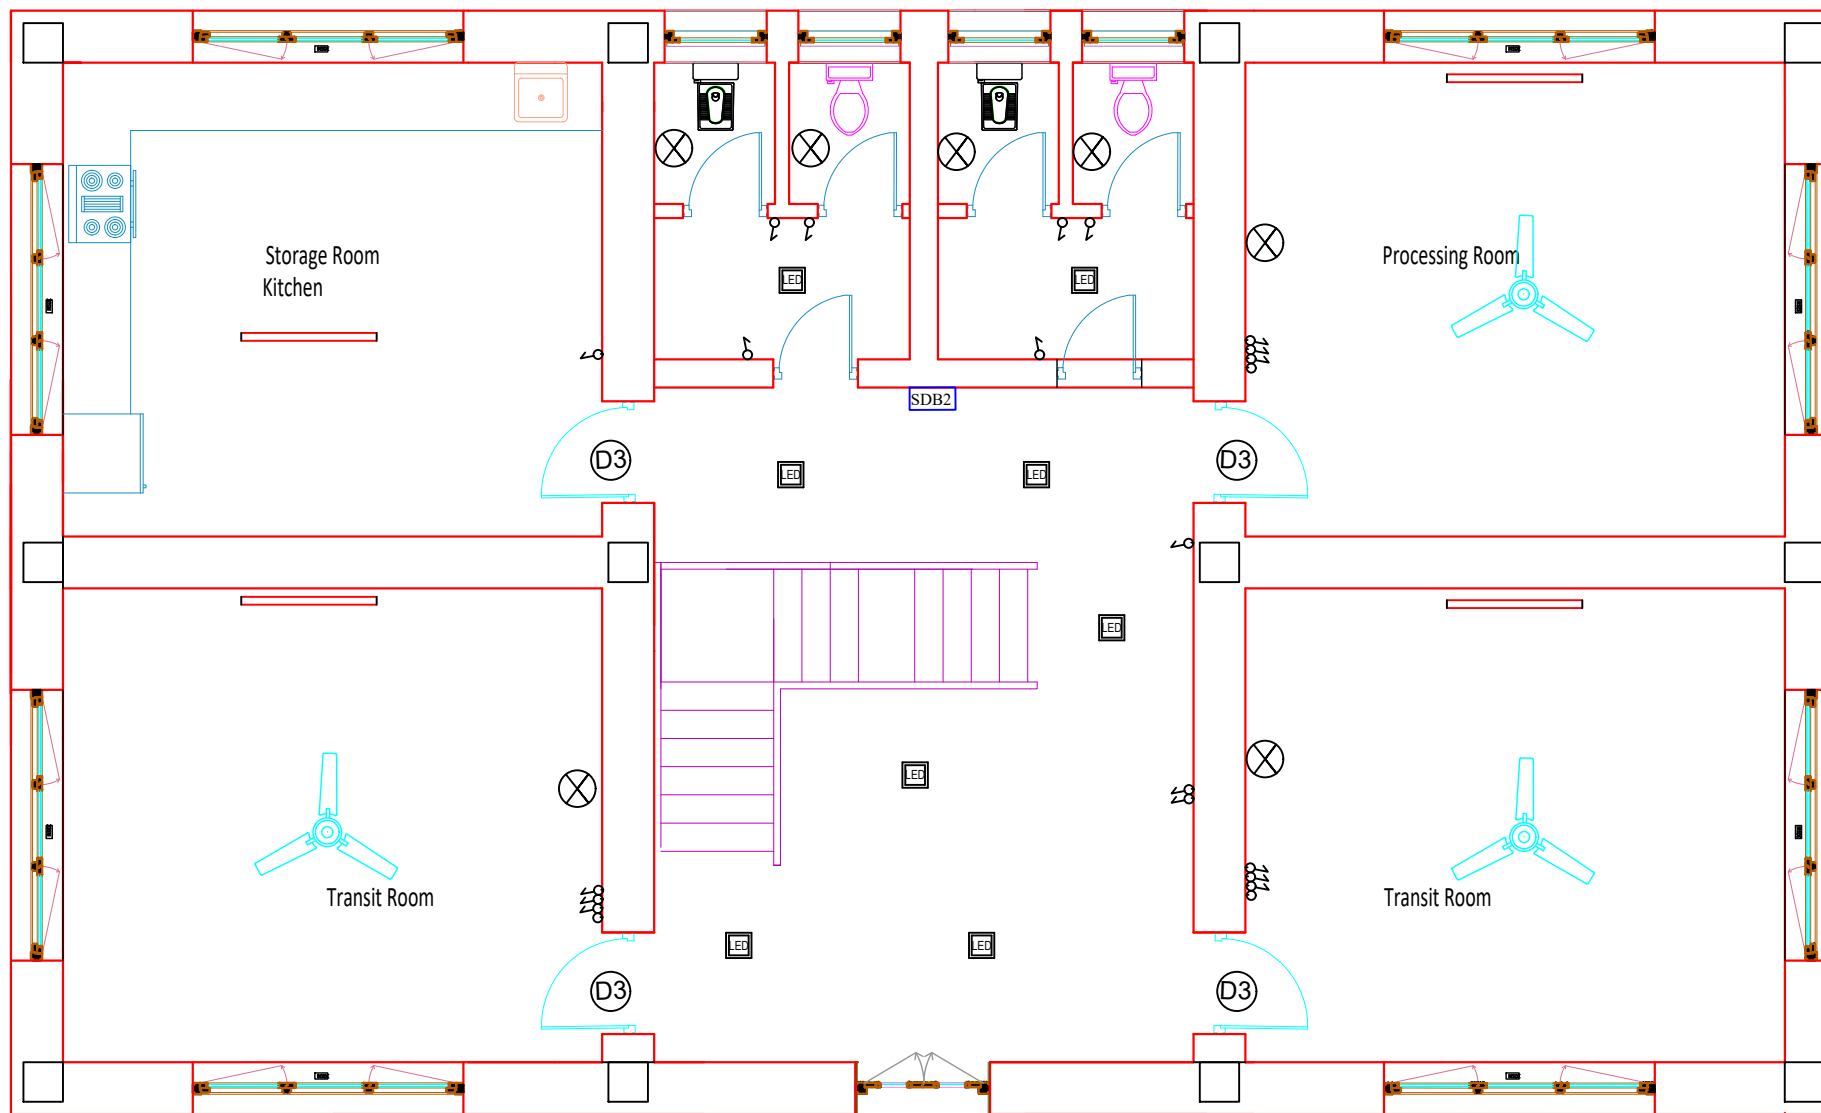 Storage Room
Kitchen
Processing Room
LED
LED
SDB2
D3
D3
LED
LED
LED
LED
Transit Room
Transit Room
LED
LED
D3
D3